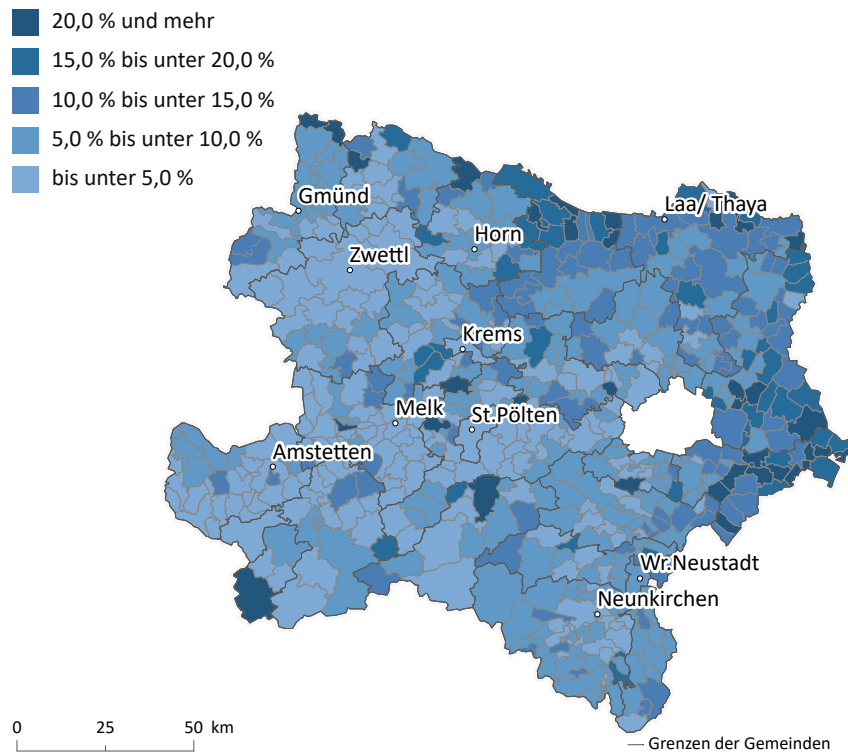 20,0 % und mehr
15,0 % bis unter 20,0 %
10,0 % bis unter 15,0 %
5,0 % bis unter 10,0 %
bis unter 5,0 %
Gmünd
Laa/ Thaya
Horn
Zwettl
Krems
Melk
St.Pölten
Amstetten
Wr.Neustadt
Neunkirchen
0 25 50 km
Grenzen der Gemeinden